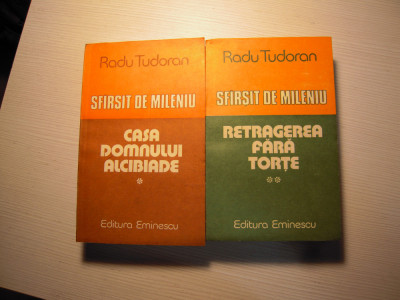 Radu Tudoran
SFIRSIT DE MILENIU
CASA
DOMNULUI
ALCIBIADE
*
Editura Eminescu
Radu Tudoran
SFIRSIT DE MILENIU
RETRAGEREA
FĂRĂ
TORȚE
**
Editura Eminescu